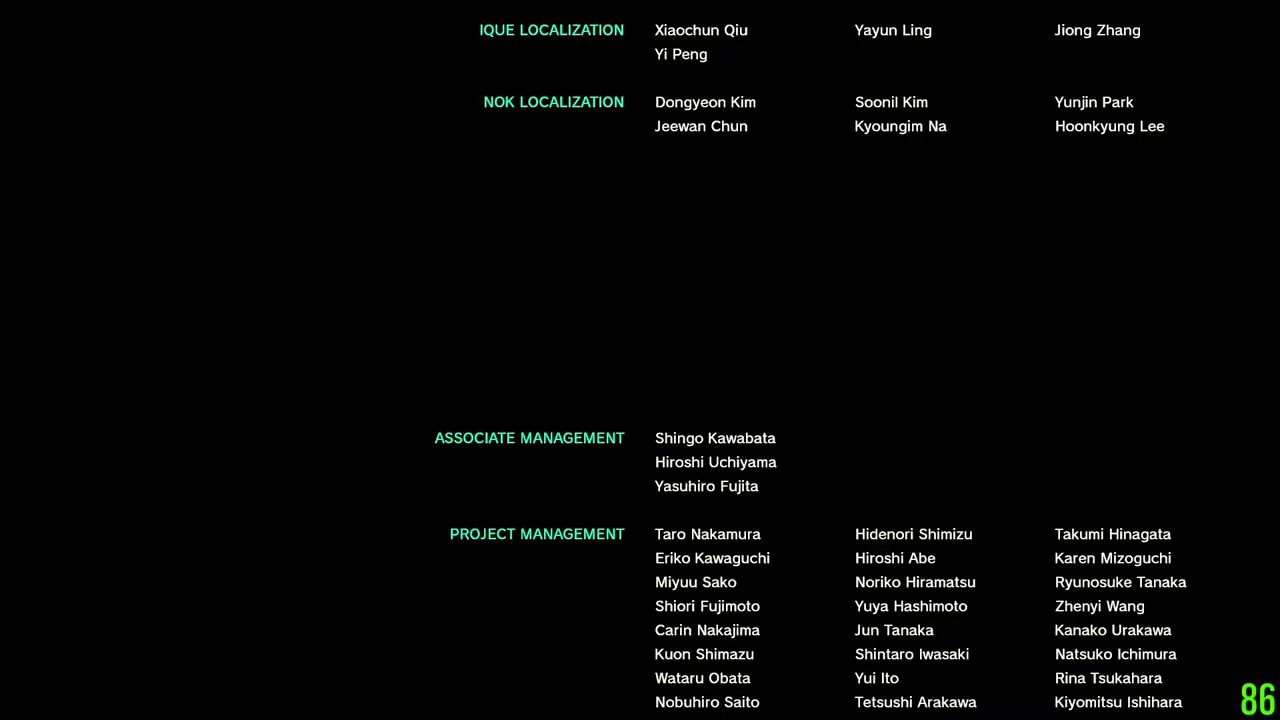 IQUE LOCALIZATION Xiaochun Qiu Yayun Ling Jiong Zhang
Yi Peng
NOK LOCALIZATION Dongyeon Kim Soonil Kim Yunjin Park
Jeewan Chun Kyoungim Na Hoonkyung Lee
ASSOCIATE MANAGEMENT Shingo Kawabata
Hiroshi Uchiyama
Yasuhiro Fujita
PROJECT MANAGEMENT Taro Nakamura Hidenori Shimizu Takumi Hinagata
Eriko Kawaguchi Hiroshi Abe Karen Mizoguchi
Miyuu Sako Noriko Hiramatsu Ryunosuke Tanaka
Shiori Fujimoto Yuya Hashimoto Zhenyi Wang
Carin Nakajima Jun Tanaka Kanako Urakawa
Kuon Shimazu Shintaro Iwasaki Natsuko Ichimura
Wataru Obata Yui Ito Rina Tsukahara
Nobuhiro Saito Tetsushi Arakawa Kiyomitsu Ishihara
86